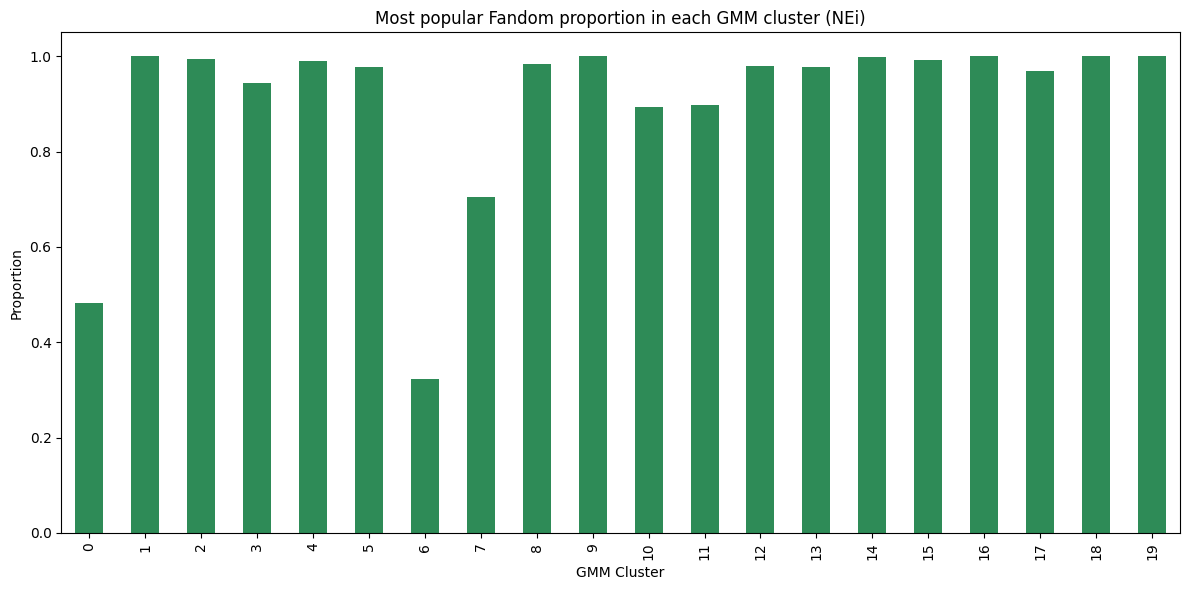 Most popular Fandom proportion in each GMM cluster (NEi)
1.0
0.8
0.6
0.4
0.2
0.0
Proportion
0 1 2 3 4 5 6 7 8 9 10 11 12 13 14 15 16 17 18 19
GMM Cluster